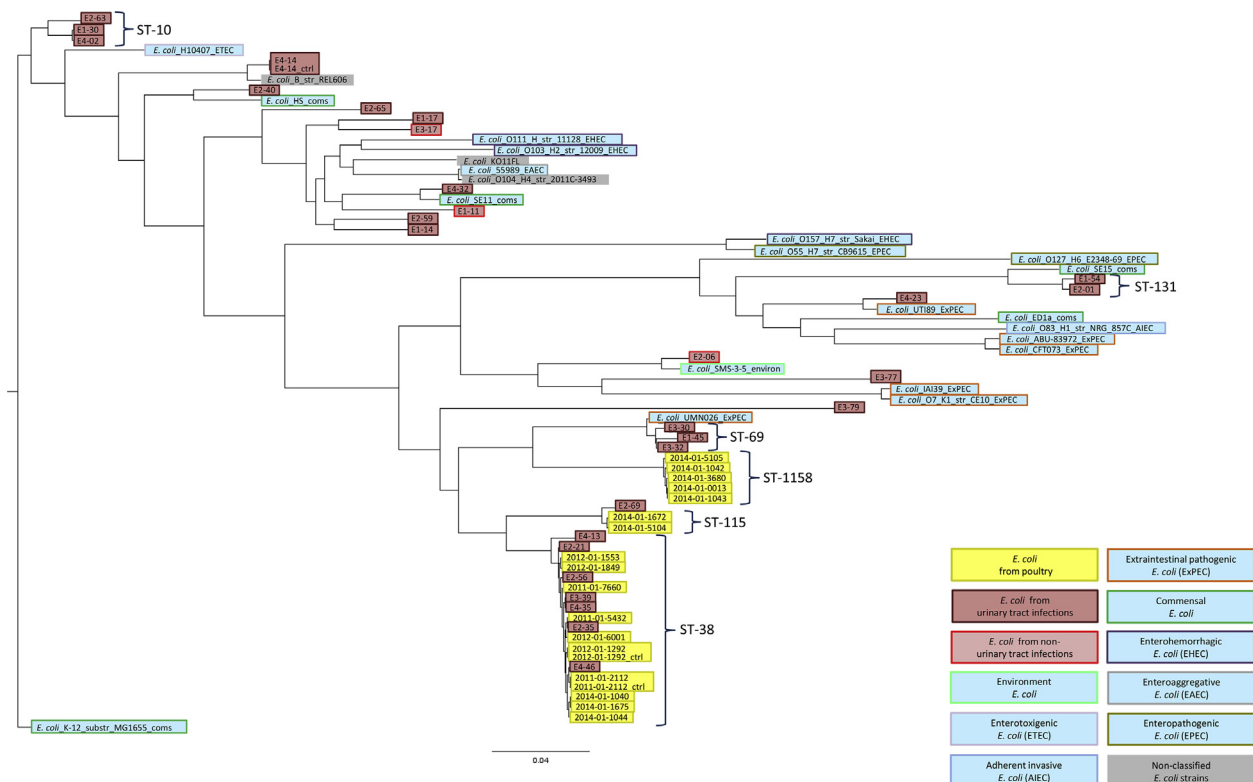 E2-63
E1-30
E4-02
ST-10
E. coli_H10407_ETEC
E4-14
E4-14_ctrl
E. coli_B_str_REL606
E2-40
E. coli_HS_coms
E2-65
E1-17
E3-17
E. coli_O111_H_str_11128_EHEC
E. coli_O103_H2_str_12009_EHEC
E. coli_KO11FL
E. coli_55989_EAEC
E. coli_O104_H4_str_2011C-3493
E4-32
E. coli_SE11_coms
E1-11
E2-59
E1-14
E. coli_O157_H7_str_Sakai_EHEC
E. coli_O55_H7_str_CB9615_EPEC
E. coli_O127_H6_E2348-69_EPEC
E. coli_SE15_coms
E1-54
E2-01
ST-131
E4-23
E. coli_UTI89_ExPEC
E. coli_ED1a_coms
E. coli_O83_H1_str_NRG_857C_AIEC
E. coli_ABU-83972_ExPEC
E. coli_CFT073_ExPEC
E2-06
E. coli_SMS-3-5_environ
E3-77
E. coli_IAI39_ExPEC
E. coli_O7_K1_str_CE10_ExPEC
E3-79
E. coli_UMN026_ExPEC
E3-30
E1-45
E3-32
ST-69
2014-01-5105
2014-01-1042
2014-01-3680
2014-01-0013
2014-01-1043
ST-1158
E2-69
2014-01-1672
2014-01-5104
ST-115
E4-13
E2-21
2012-01-1553
2012-01-1849
E2-56
2011-01-7660
E3-39
E4-35
2011-01-5432
E2-35
2012-01-6001
2012-01-1292
2012-01-1292_ctrl
E4-46
2011-01-2112
2011-01-2112_ctrl
2014-01-1040
2014-01-1675
2014-01-1044
ST-38
E. coli_K-12_substr_MG1655_coms
0.04
E. coli
from poultry
E. coli from
urinary tract infections
E. coli from non-
urinary tract infections
Environment
E. coli
Enterotoxigenic
E. coli (ETEC)
Adherent invasive
E. coli (AIEC)
Extraintestinal pathogenic
E. coli (ExPEC)
Commensal
E. coli
Enterohemorrhagic
E. coli (EHEC)
Enteroaggregative
E. coli (EAEC)
Enteropathogenic
E. coli (EPEC)
Non-classified
E. coli strains